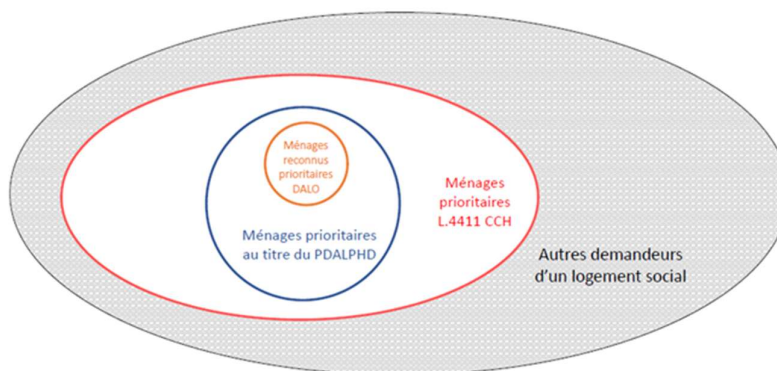 Ménages
reconnus
prioritaires
DALO
Ménages prioritaires
au titre du PDALPHD
Ménages
prioritaires
L.4411 CCH
Autres demandeurs
d'un logement social